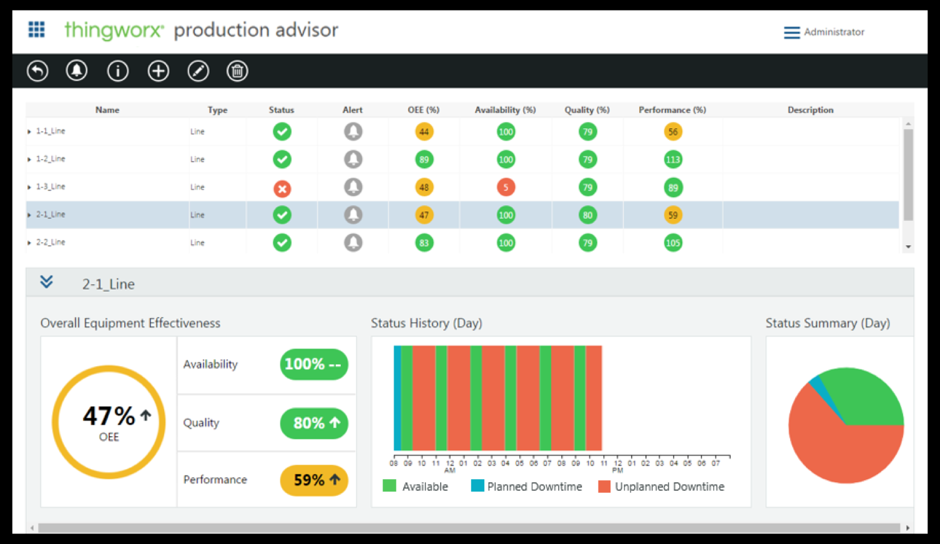 thingworx® production advisor
Administrator
Name Type Status Alert OEE (%) Availability (%) Quality (%) Performance (%) Description
1-1_Line Line 44 100 79 56
1-2_Line Line 89 100 79 113
1-3_Line Line 48 5 79 89
2-1_Line Line 47 100 80 59
2-2_Line Line 83 100 79 105
2-1_Line
Overall Equipment Effectiveness
47%
OEE
Availability 100% --
Quality 80%
Performance 59%
Status History (Day)
08 09 10 11 12 01 02 03 04 05 06 07 08 09 10 11 12 01 02 03 04 05 06 07
AM PM
Available Planned Downtime Unplanned Downtime
Status Summary (Day)